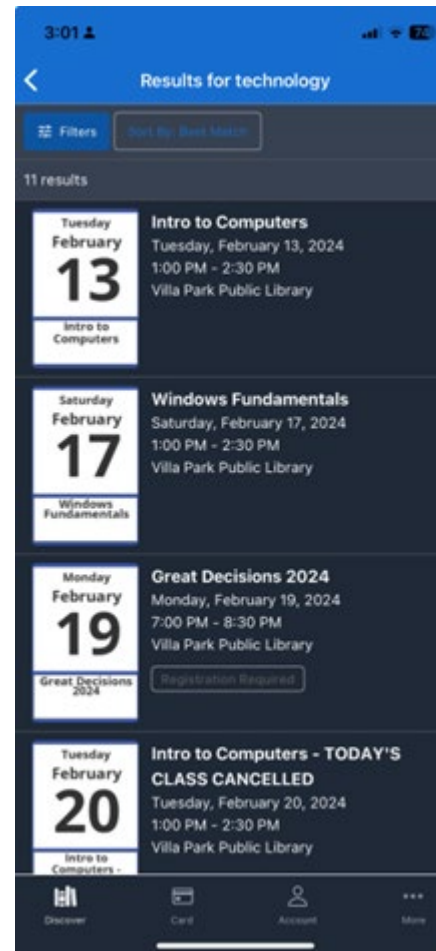 3:01
74
Results for technology
Filters
Sort By: Best Match
11 results
Tuesday
February
13
Intro to
Computers
Intro to Computers
Tuesday, February 13, 2024
1:00 PM - 2:30 PM
Villa Park Public Library
Saturday
February
17
Windows
Fundamentals
Windows Fundamentals
Saturday, February 17, 2024
1:00 PM - 2:30 PM
Villa Park Public Library
Monday
February
19
Great Decisions
2024
Great Decisions 2024
Monday, February 19, 2024
7:00 PM - 8:30 PM
Villa Park Public Library
Registration Required
Tuesday
February
20
Intro to
Computers -
Intro to Computers - TODAY'S
CLASS CANCELLED
Tuesday, February 20, 2024
1:00 PM - 2:30 PM
Villa Park Public Library
Discover
Card
Account
More